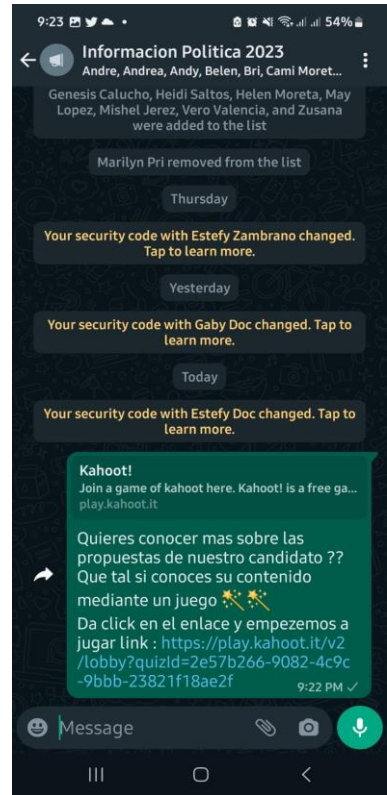 9:23
54%
Informacion Politica 2023
Andre, Andrea, Andy, Belen, Bri, Cami Moret...
Genesis Calucho, Heidi Saltos, Helen Moreta, May
Lopez, Mishel Jerez, Vero Valencia, and Zusana
were added to the list
Marilyn Pri removed from the list
Thursday
Your security code with Estefy Zambrano changed.
Tap to learn more.
Yesterday
Your security code with Gaby Doc changed. Tap to
learn more.
Today
Your security code with Estefy Doc changed. Tap to
learn more.
Kahoot!
Join a game of kahoot here. Kahoot! is a free ga...
play.kahoot.it
Quieres conocer mas sobre las
propuestas de nuestro candidato ??
Que tal si conoces su contenido
mediante un juego 🎇🎇
Da click en el enlace y empezemos a
jugar link : https://play.kahoot.it/v2
/lobby?quizId=2e57b266-9082-4c9c
-9bbb-23821f18ae2f
9:22 PM
Message